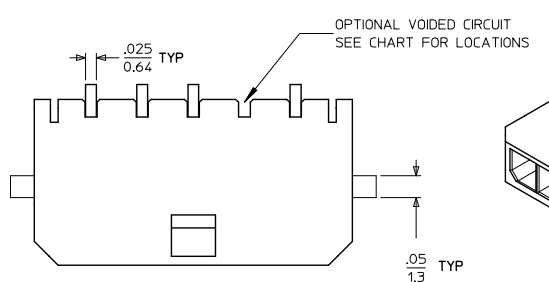 OPTIONAL VOIDED CIRCUIT
SEE CHART FOR LOCATIONS
.025
0.64 TYP
.05
1.3 TYP